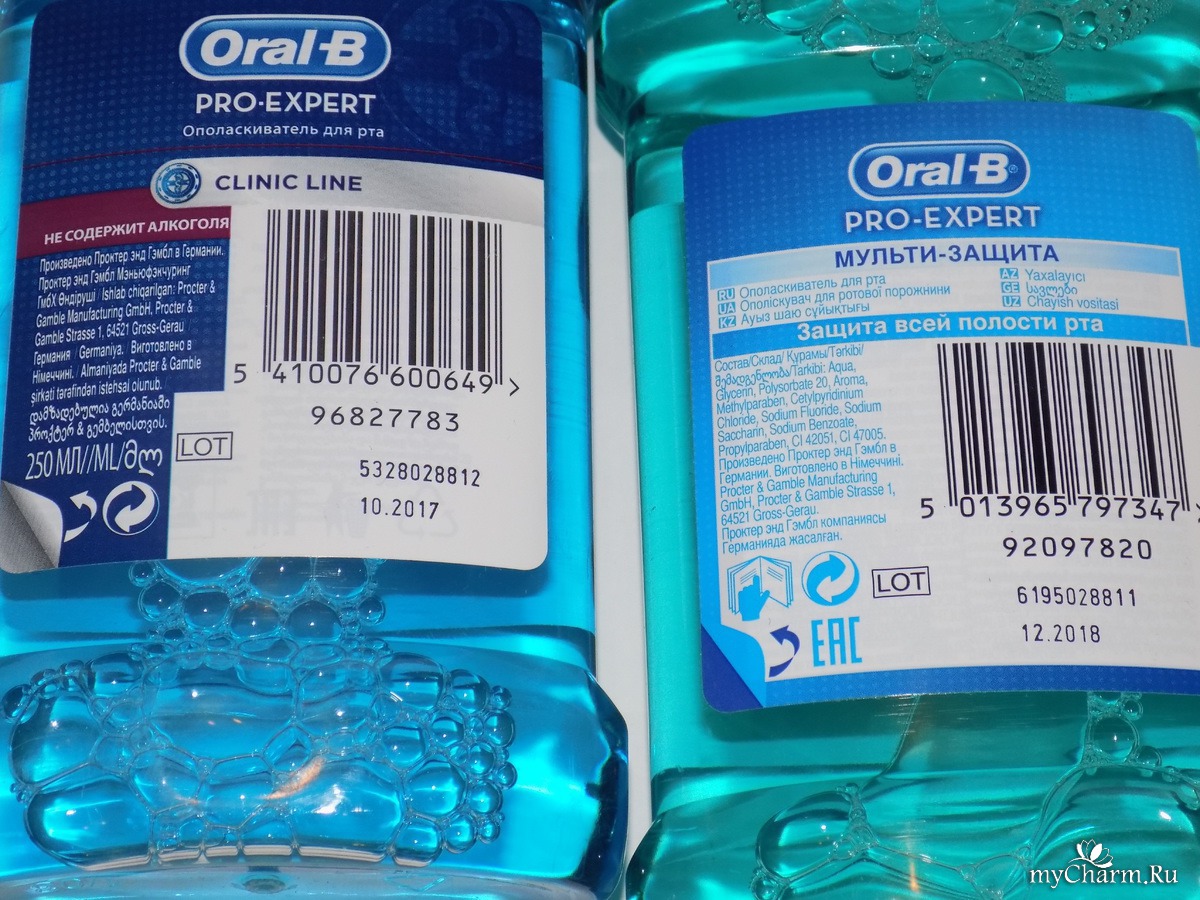 Oral-B
PRO-EXPERT
Ополаскиватель для рта
CLINIC LINE
НЕ СОДЕРЖИТ АЛКОГОЛЯ
Произведено Проктер энд Гэмбл в Германии.
Проктер энд Гэмбл Мэньюфэкчуринг
ГмбХ Өндіруші / Ishlab chiqarilgan: Procter &
Gamble Manufacturing GmbH, Procter &
Gamble Strasse 1, 64521 Gross-Gerau
Германия / Germaniya. / Виготовлено в
Німеччині. / Almaniyada Procter & Gamble
şirkəti tərəfindən istehsal olunub.
დამზადებულია გერმანიაში
პროქტერ & გემბელისთვის.
250 МЛ//ML/მლ
5 410076 600649 >
96827783
LOT
5328028812
10.2017
Oral-B®
PRO-EXPERT
МУЛЬТИ-ЗАЩИТА
RU Ополаскиватель для рта
UA Ополіскувач для ротової порожнини
KZ Ауыз шаю сұйықтығы
AZ Yaxalayıcı
GE სავლები
UZ Chayish vositasi
Защита всей полости рта
Состав/Склад/ Құрамы/Tərkibi/
შემადგენლობა/Tarkibi: Aqua,
Glycerin, Polysorbate 20, Aroma,
Methylparaben, Cetylpyridinium
Chloride, Sodium Fluoride, Sodium
Saccharin, Sodium Benzoate,
Propylparaben, CI 42051, CI 47005.
Произведено Проктер энд Гэмбл в
Германии. Виготовлено в Німеччині.
Procter & Gamble Manufacturing
GmbH, Procter & Gamble Strasse 1,
64521 Gross-Gerau.
Проктер энд Гэмбл компаниясы
Германияда жасалған.
5 013965 797347 >
92097820
LOT
6195028811
12.2018
EAC
myCharm.Ru